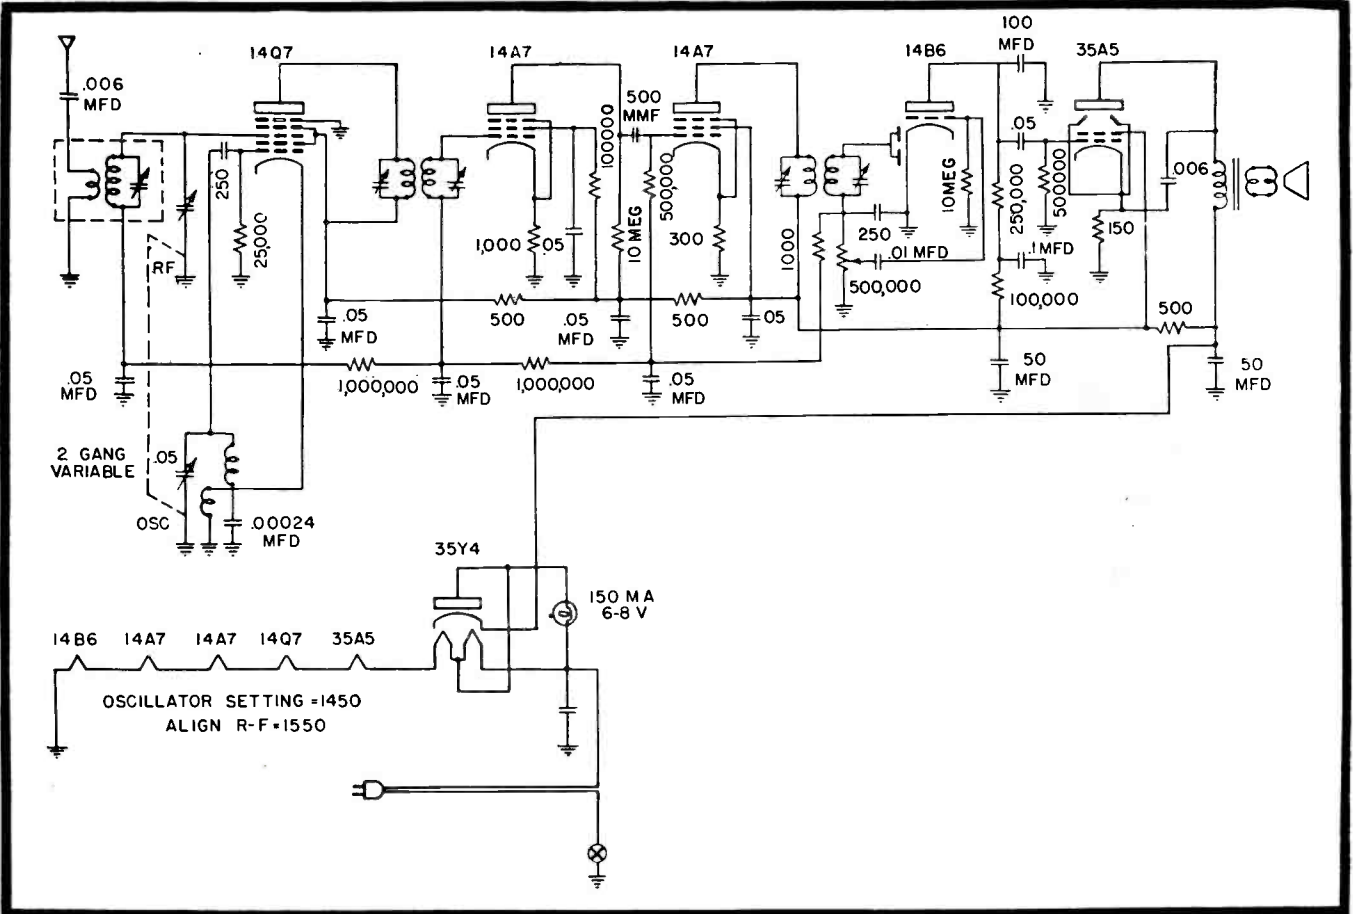 14Q7
14A7
14A7
14B6
100
MFD
35A5
.006
MFD
500
MMF
100000
.05
250
25,000
500,000
10 MEG
10MEG
250,000
500000
.006
RF
1,000
.05
300
1000
250
.01 MFD
500,000
.1MFD
150
100,000
.05
MFD
500
.05
MFD
500
.05
500
.05
MFD
1,000,000
.05
MFD
1,000,000
.05
MFD
50
MFD
50
MFD
2 GANG
VARIABLE
.05
OSC
.00024
MFD
35Y4
150 MA
6-8 V
14B6 14A7 14A7 14Q7 35A5
OSCILLATOR SETTING =1450
ALIGN R-F=1550